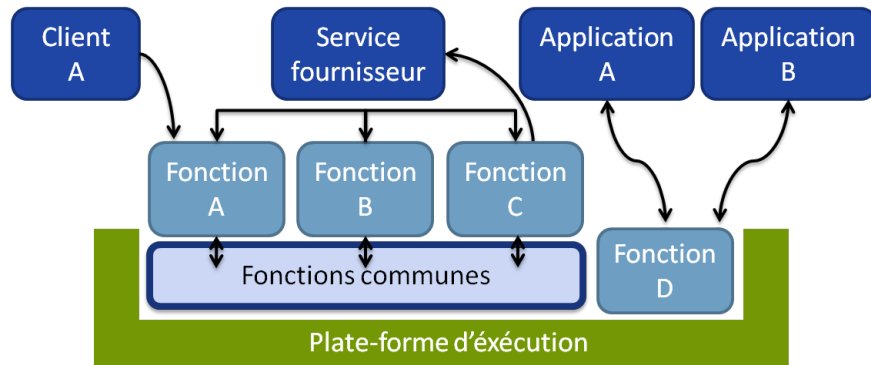 Client
A
Service
fournisseur
Application
A
Application
B
Fonction
A
Fonction
B
Fonction
C
Fonctions communes
Fonction
D
Plate-forme d'éxécution